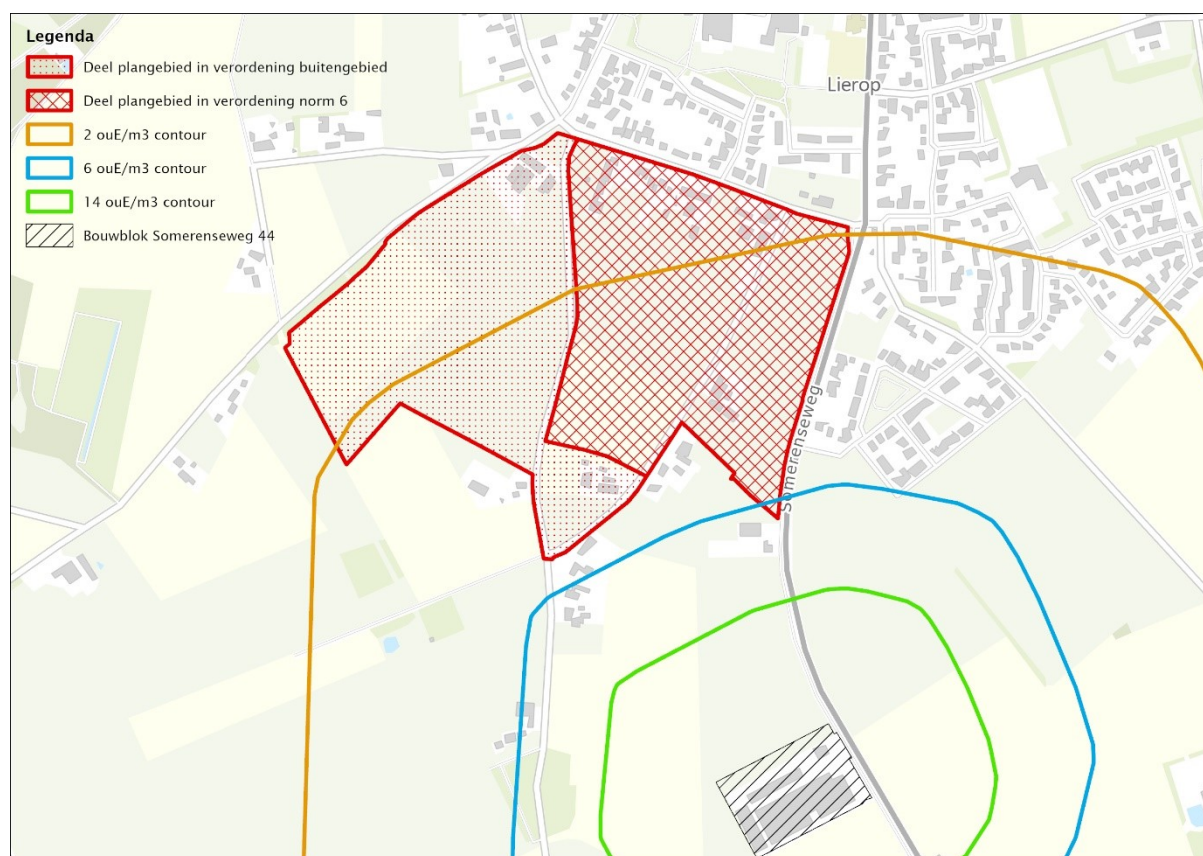 Legenda
Deel plangebied in verordening buitengebied
Deel plangebied in verordening norm 6
2 ouE/m3 contour
6 ouE/m3 contour
14 ouE/m3 contour
Bouwblok Somerenseweg 44
Lierop
Somerenseweg